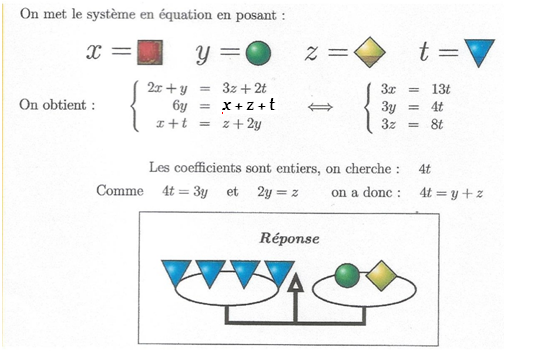 On met le système en équation en posant :
x = y = z = t =
On obtient : { 2x + y = 3z + 2t ⟺ { 3x = 13t
6y = x + z + t 3y = 4t
x + t = z + 2y 3z = 8t
Les coefficients sont entiers, on cherche : 4t
Comme 4t = 3y et 2y = z on a donc : 4t = y + z
Réponse